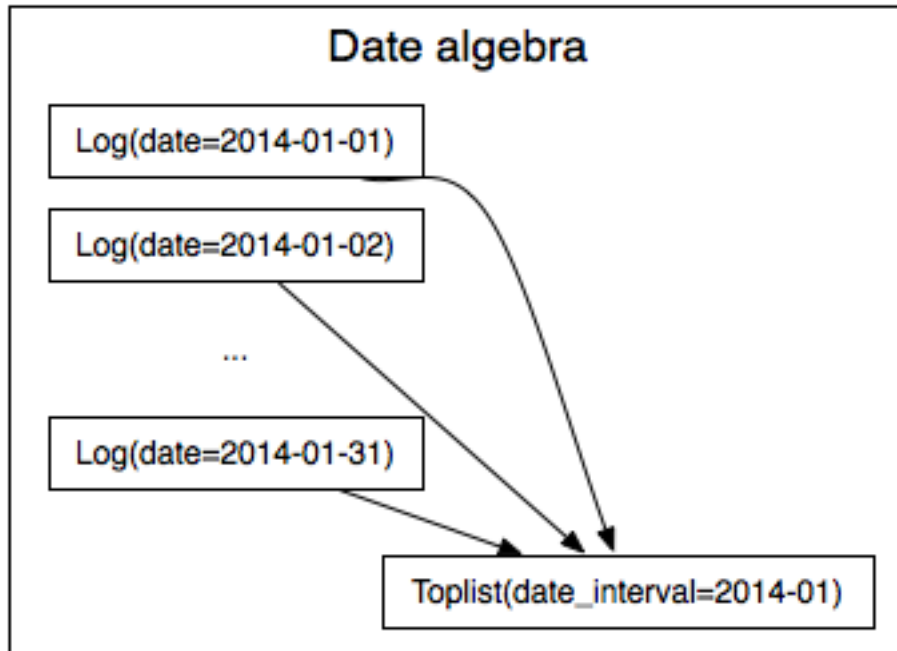 Date algebra
Log(date=2014-01-01)
Log(date=2014-01-02)
...
Log(date=2014-01-31)
Toplist(date_interval=2014-01)